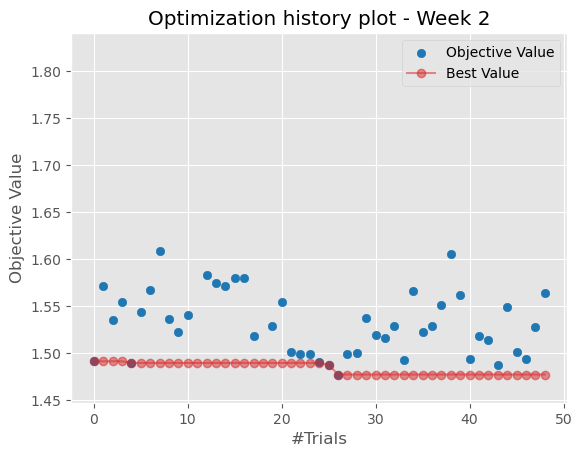 Optimization history plot - Week 2
Objective Value
Best Value
Objective Value
1.80
1.75
1.70
1.65
1.60
1.55
1.50
1.45
0 10 20 30 40 50
#Trials